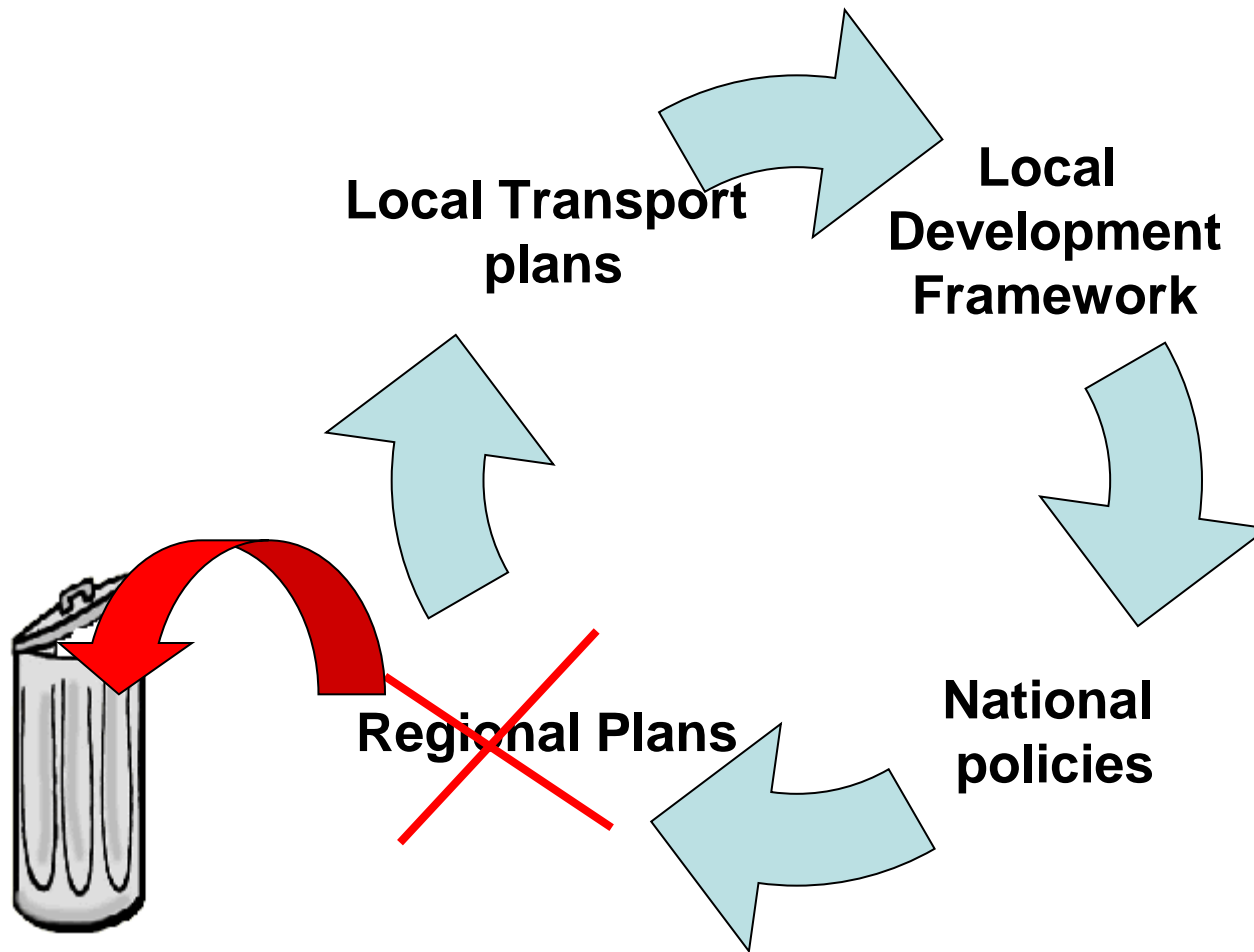 Local Transport
plans
Local
Development
Framework
Regional Plans
National
policies